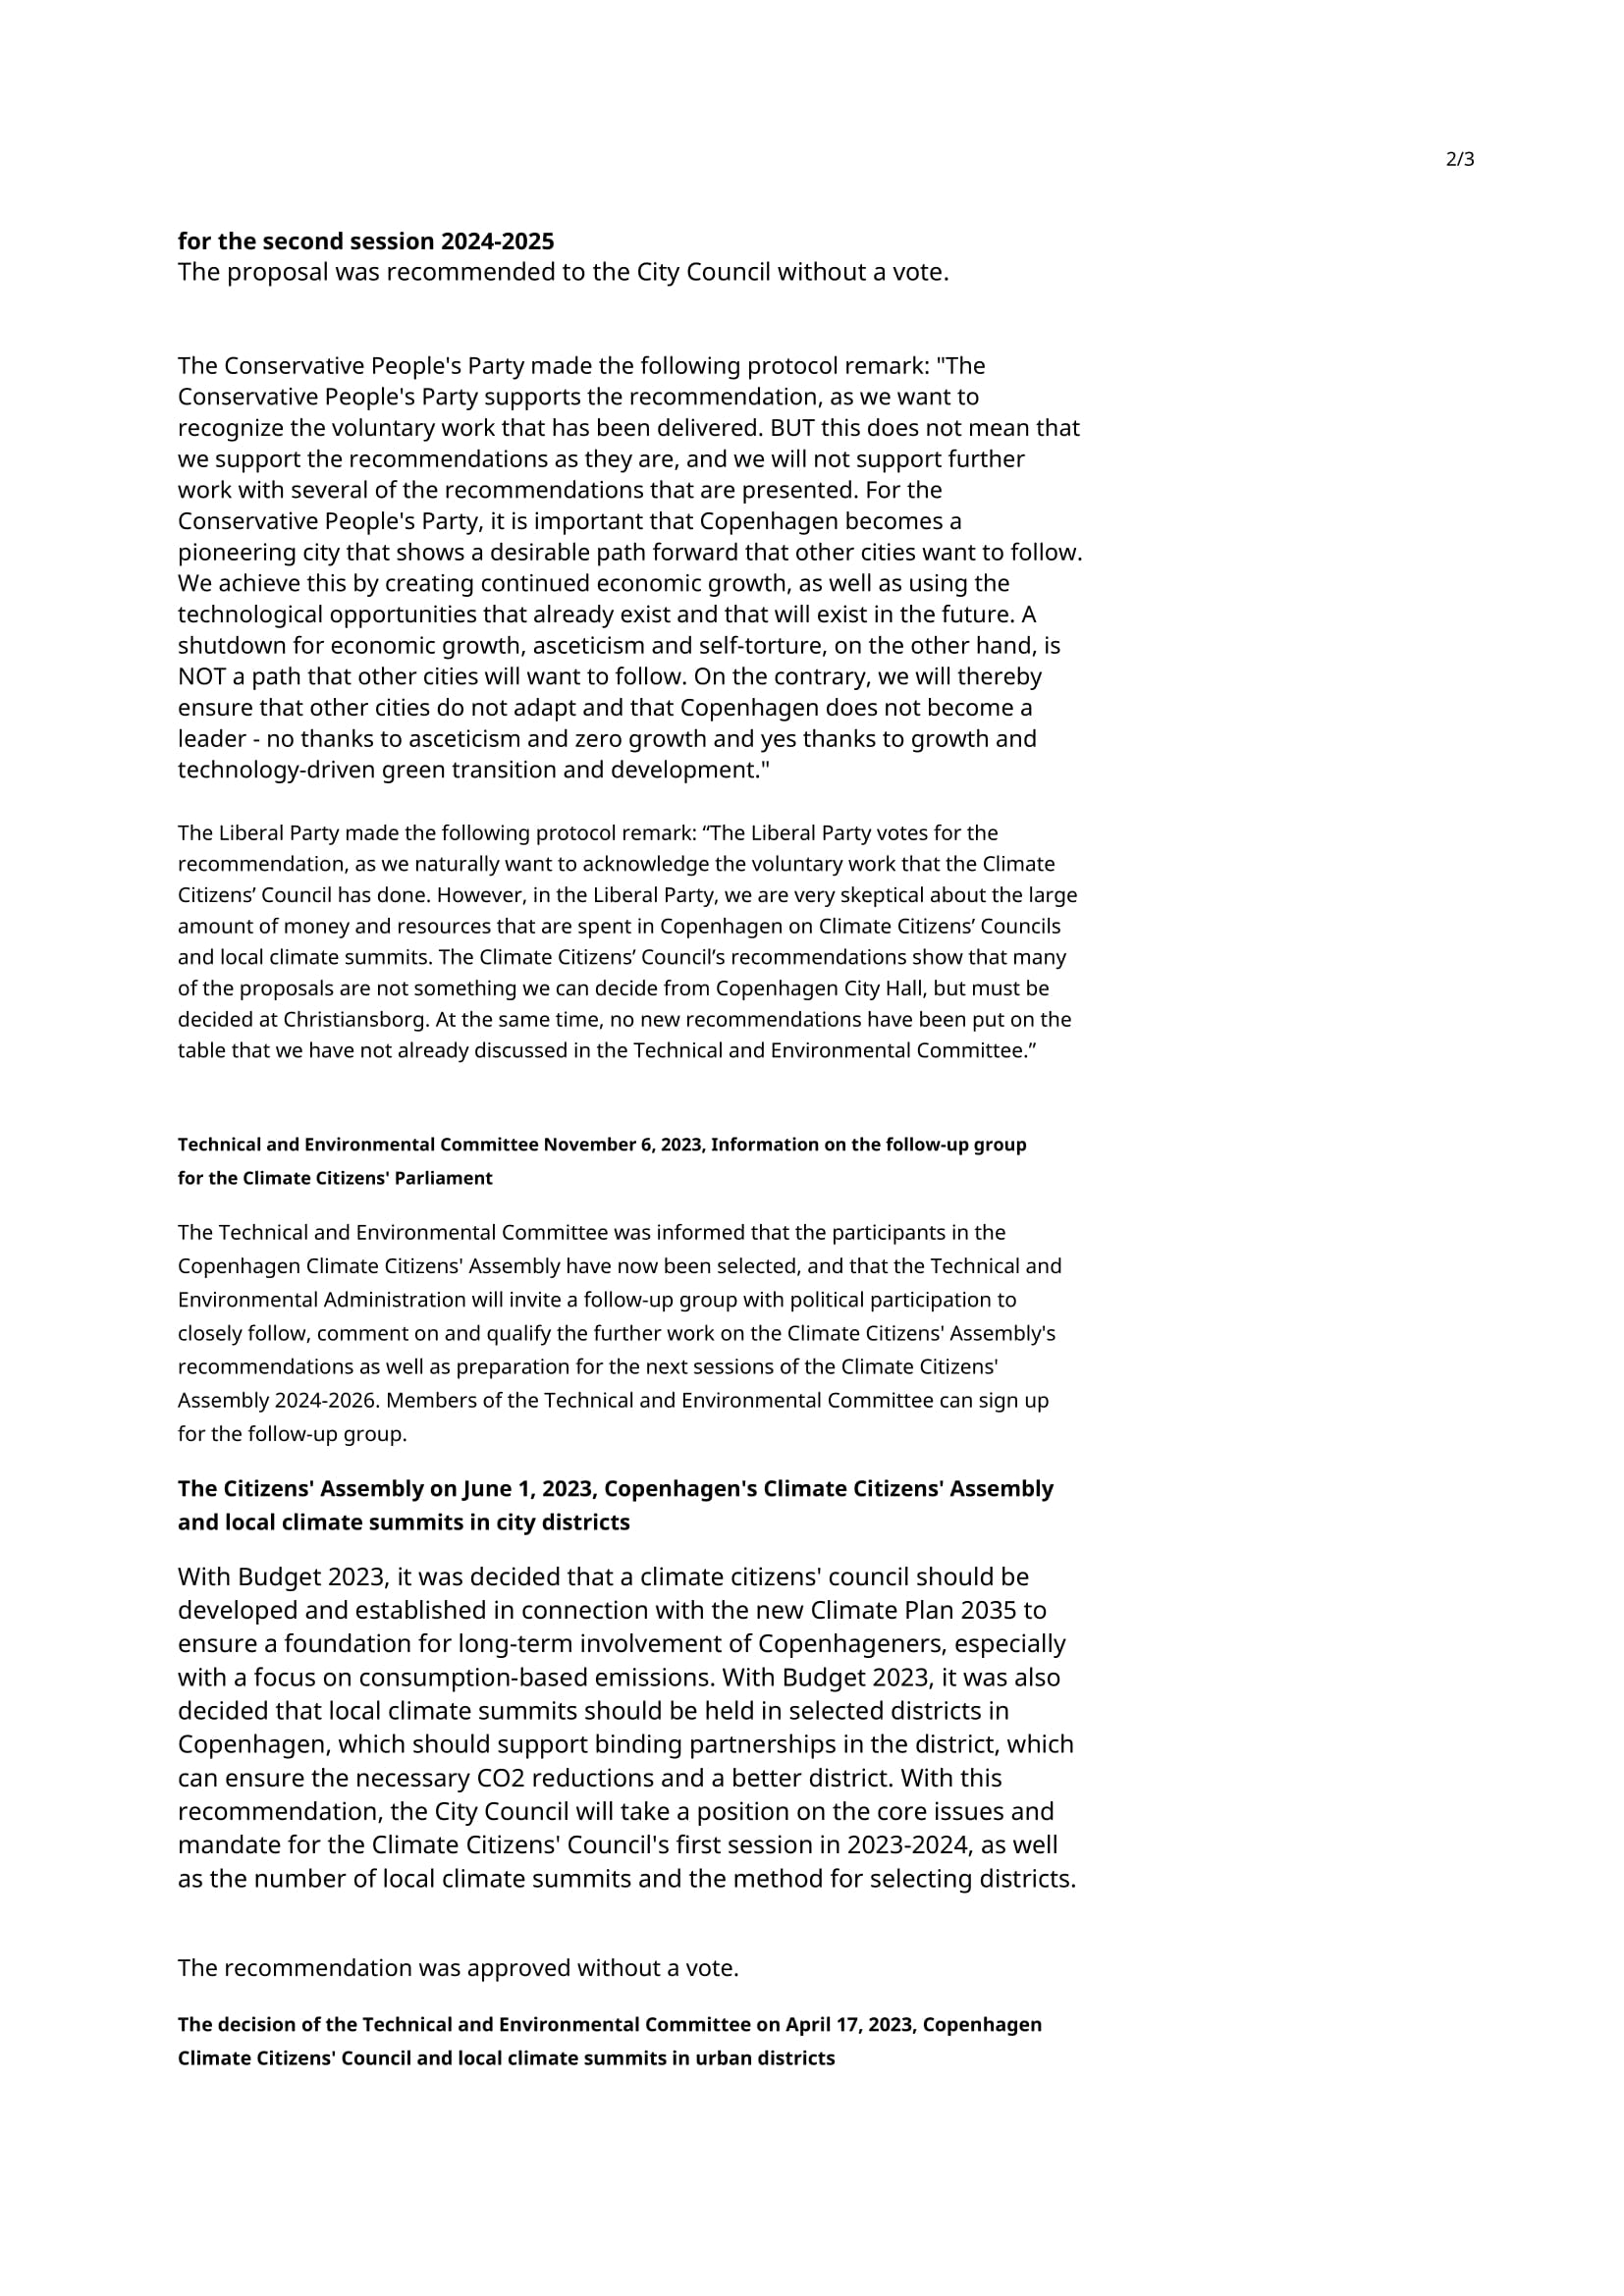 2/3
for the second session 2024-2025
The proposal was recommended to the City Council without a vote.
The Conservative People's Party made the following protocol remark: "The
Conservative People's Party supports the recommendation, as we want to
recognize the voluntary work that has been delivered. BUT this does not mean that
we support the recommendations as they are, and we will not support further
work with several of the recommendations that are presented. For the
Conservative People's Party, it is important that Copenhagen becomes a
pioneering city that shows a desirable path forward that other cities want to follow.
We achieve this by creating continued economic growth, as well as using the
technological opportunities that already exist and that will exist in the future. A
shutdown for economic growth, asceticism and self-torture, on the other hand, is
NOT a path that other cities will want to follow. On the contrary, we will thereby
ensure that other cities do not adapt and that Copenhagen does not become a
leader - no thanks to asceticism and zero growth and yes thanks to growth and
technology-driven green transition and development."
The Liberal Party made the following protocol remark: “The Liberal Party votes for the
recommendation, as we naturally want to acknowledge the voluntary work that the Climate
Citizens’ Council has done. However, in the Liberal Party, we are very skeptical about the large
amount of money and resources that are spent in Copenhagen on Climate Citizens’ Councils
and local climate summits. The Climate Citizens’ Council’s recommendations show that many
of the proposals are not something we can decide from Copenhagen City Hall, but must be
decided at Christiansborg. At the same time, no new recommendations have been put on the
table that we have not already discussed in the Technical and Environmental Committee.”
Technical and Environmental Committee November 6, 2023, Information on the follow-up group
for the Climate Citizens' Parliament
The Technical and Environmental Committee was informed that the participants in the
Copenhagen Climate Citizens' Assembly have now been selected, and that the Technical and
Environmental Administration will invite a follow-up group with political participation to
closely follow, comment on and qualify the further work on the Climate Citizens' Assembly's
recommendations as well as preparation for the next sessions of the Climate Citizens'
Assembly 2024-2026. Members of the Technical and Environmental Committee can sign up
for the follow-up group.
The Citizens' Assembly on June 1, 2023, Copenhagen's Climate Citizens' Assembly
and local climate summits in city districts
With Budget 2023, it was decided that a climate citizens' council should be
developed and established in connection with the new Climate Plan 2035 to
ensure a foundation for long-term involvement of Copenhageners, especially
with a focus on consumption-based emissions. With Budget 2023, it was also
decided that local climate summits should be held in selected districts in
Copenhagen, which should support binding partnerships in the district, which
can ensure the necessary CO2 reductions and a better district. With this
recommendation, the City Council will take a position on the core issues and
mandate for the Climate Citizens' Council's first session in 2023-2024, as well
as the number of local climate summits and the method for selecting districts.
The recommendation was approved without a vote.
The decision of the Technical and Environmental Committee on April 17, 2023, Copenhagen
Climate Citizens' Council and local climate summits in urban districts